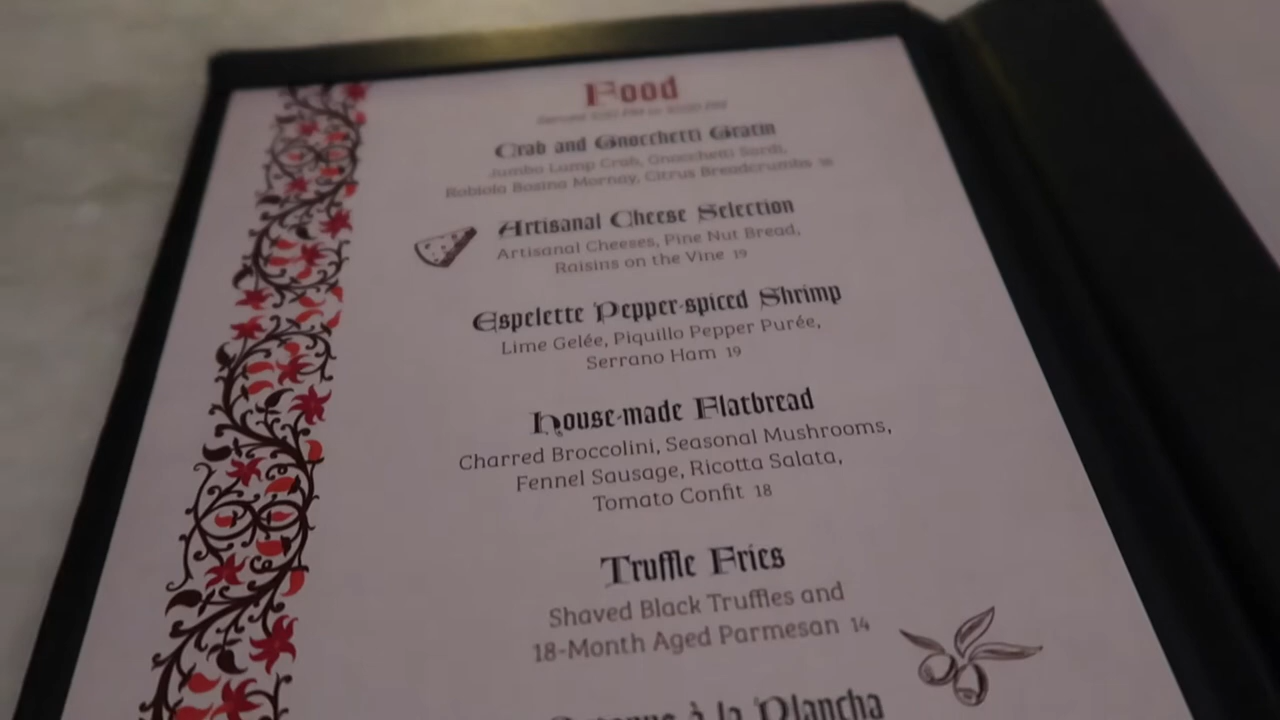 Food
Crab and Gnocchetti Gratin
Jumbo Lump Crab, Gnocchetti Sardi,
Robiola Bosina Mornay, Citrus Breadcrumbs
Artisanal Cheese Selection
Artisanal Cheeses, Pine Nut Bread,
Raisins on the Vine 19
Espelette Pepper-spiced Shrimp
Lime Gelée, Piquillo Pepper Purée,
Serrano Ham 19
House-made Flatbread
Charred Broccolini, Seasonal Mushrooms,
Fennel Sausage, Ricotta Salata,
Tomato Confit 18
Truffle Fries
Shaved Black Truffles and
18-Month Aged Parmesan 14
à la Plancha